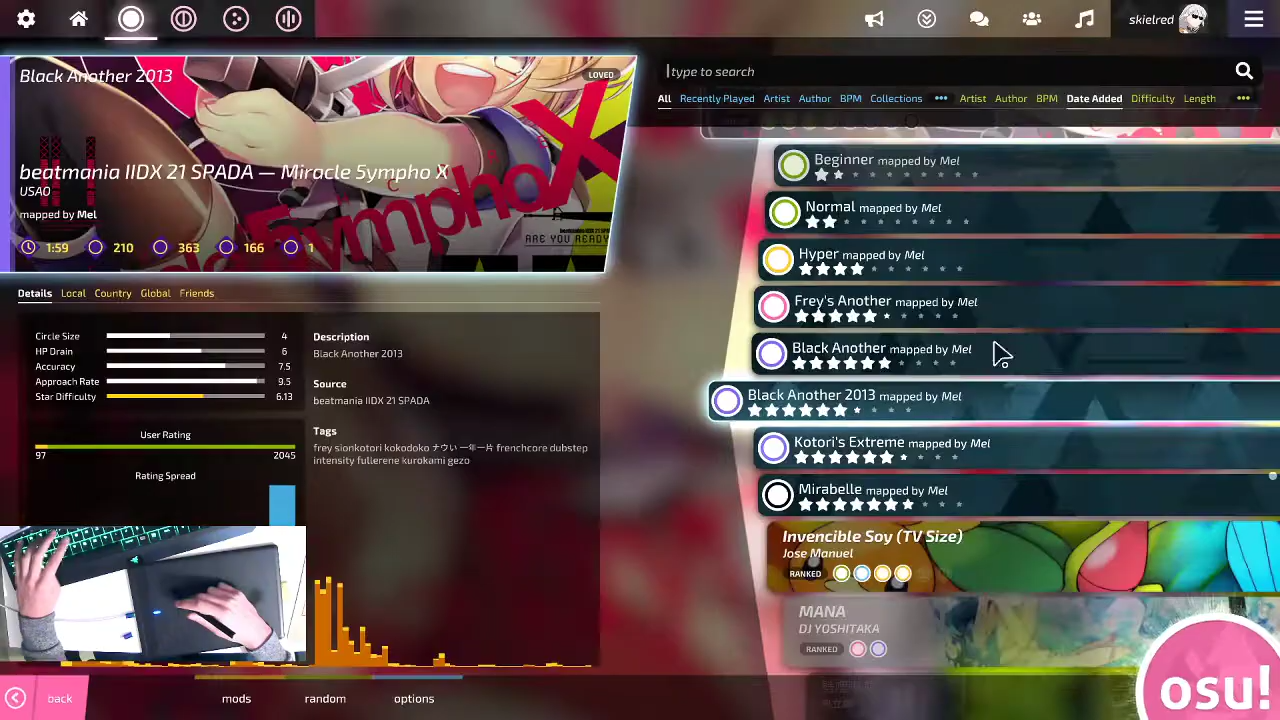 skielred
Black Another 2013
LOVED
beatmania IIDX 21 SPADA — Miracle 5ympho X
USAO
mapped by Mel
1:59 210 363 166 1
5ymphoX
ARE YOU READY
type to search
All Recently Played Artist Author BPM Collections ••• Artist Author BPM Date Added Difficulty Length •••
Beginner mapped by Mel
Normal mapped by Mel
Hyper mapped by Mel
Frey's Another mapped by Mel
Black Another mapped by Mel
Black Another 2013 mapped by Mel
Kotori's Extreme mapped by Mel
Mirabelle mapped by Mel
Invencible Soy (TV Size)
Jose Manuel
RANKED
MANA
DJ YOSHITAKA
RANKED
Details Local Country Global Friends
Circle Size 4
HP Drain 6
Accuracy 7.5
Approach Rate 9.5
Star Difficulty 6.13
User Rating
97 2045
Rating Spread
Description
Black Another 2013
Source
beatmania IIDX 21 SPADA
Tags
frey sionkotori kokodoko ナウい 一年一片 frenchcore dubstep
intensity fullerene kurokami gezo
back mods random options
osu!